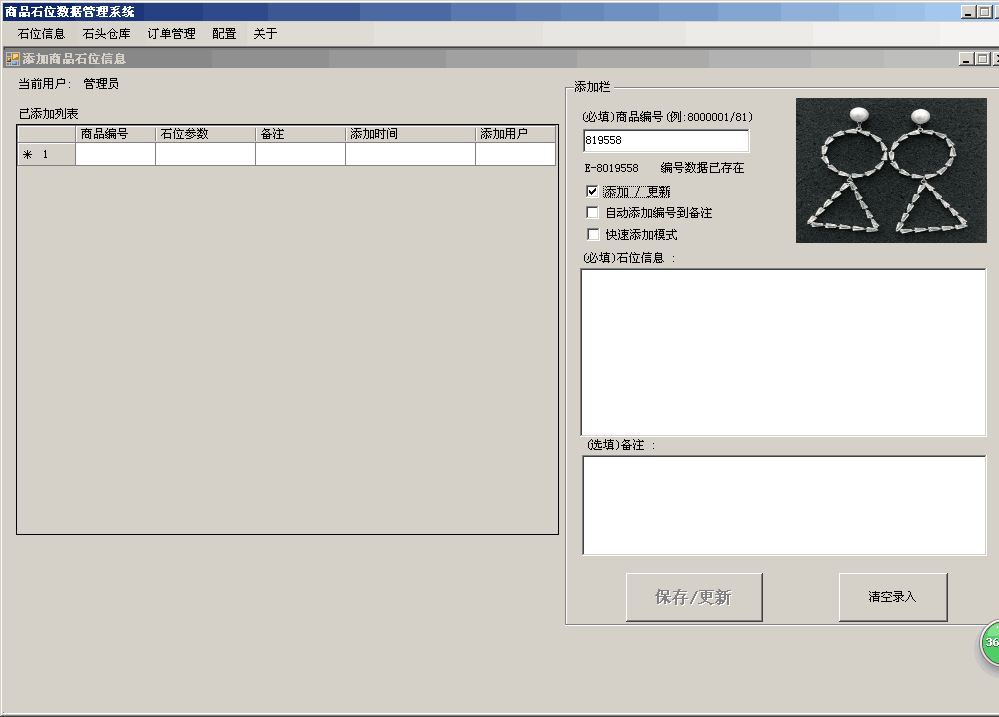 商品石位数据管理系统
石位信息 石头仓库 订单管理 配置 关于
添加商品石位信息
当前用户: 管理员
已添加列表
商品编号 石位参数 备注 添加时间 添加用户
* 1
添加栏
(必填)商品编号(例:8000001/81)
819558
E-8019558 编号数据已存在
添加 / 更新
自动添加编号到备注
快速添加模式
(必填)石位信息 :
(选填)备注 :
保存/更新
清空录入
36